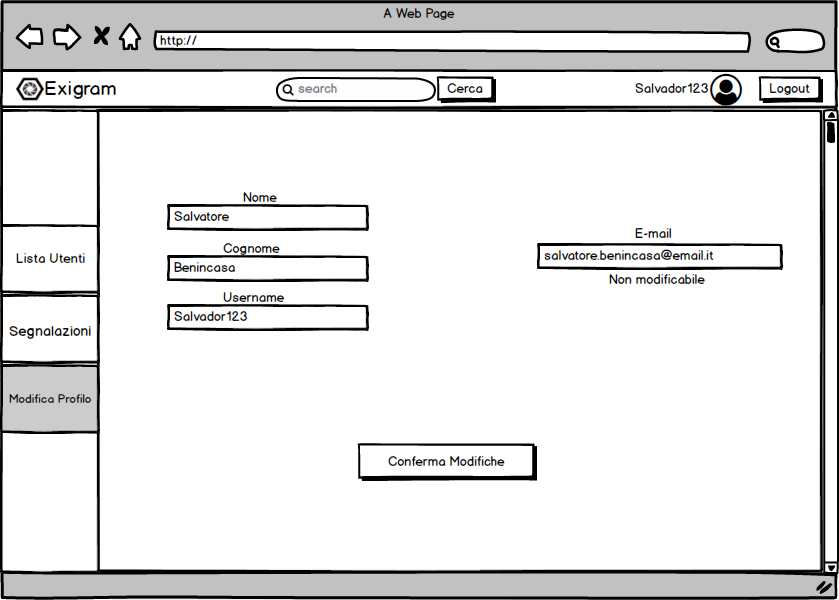 A Web Page
http://
Exigram
search
Cerca
Salvador123
Logout
Lista Utenti
Segnalazioni
Modifica Profilo
Nome
Salvatore
Cognome
Benincasa
Username
Salvador123
E-mail
salvatore.benincasa@email.it
Non modificabile
Conferma Modifiche